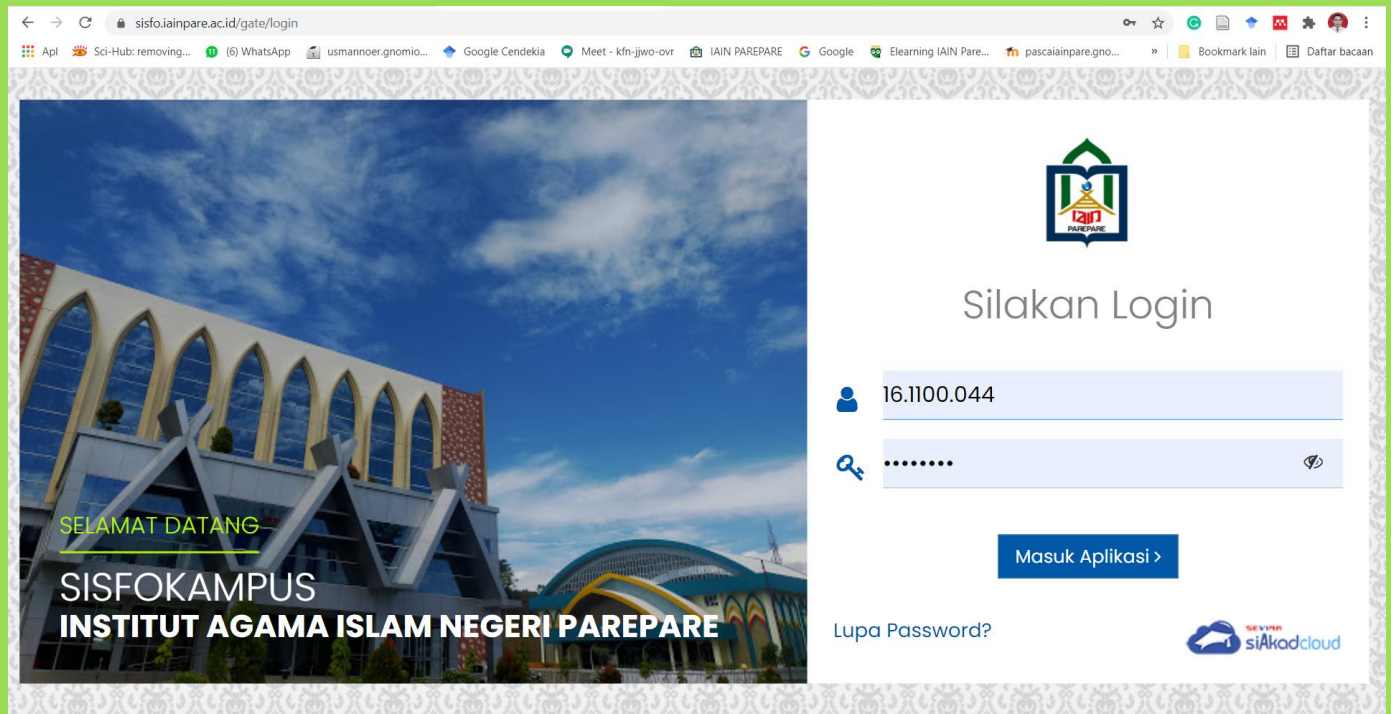 sisfo.iainpare.ac.id/gate/login
Apl Sci-Hub: removing... (6) WhatsApp usmannoer.gnomio... Google Cendekia Meet - kfn-jjwo-ovr IAIN PAREPARE Google Elearning IAIN Pare... pascaiainpare.gno... » Bookmark Iain Daftar bacaan
iain
PAREPARE
Silakan Login
16.1100.044
••••••••
Masuk Aplikasi >
Lupa Password?
SEVIMA
siAkadcloud
SELAMAT DATANG
SISFOKAMPUS
INSTITUT AGAMA ISLAM NEGERI PAREPARE